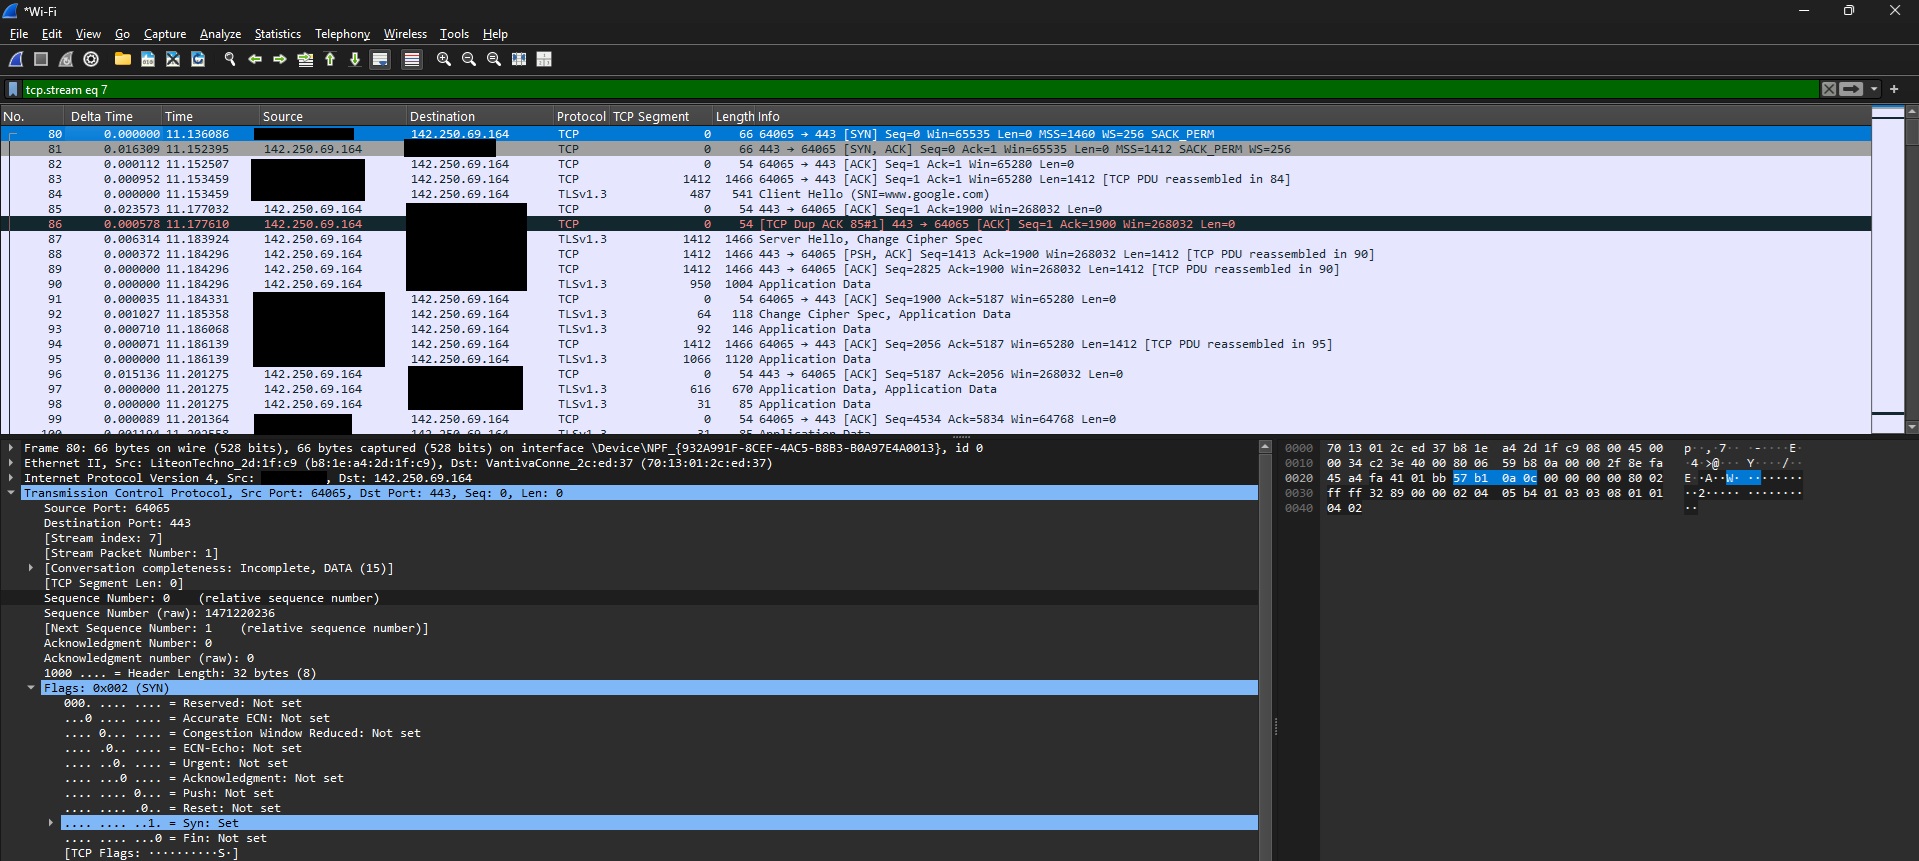 *Wi-Fi
File Edit View Go Capture Analyze Statistics Telephony Wireless Tools Help
tcp.stream eq 7
No. Delta Time Time Source Destination Protocol TCP Segment Length Info
80 0.000000 11.136086 142.250.69.164 TCP 0 66 64065 → 443 [SYN] Seq=0 Win=65535 Len=0 MSS=1460 WS=256 SACK_PERM
81 0.016309 11.152395 142.250.69.164 TCP 0 66 443 → 64065 [SYN, ACK] Seq=0 Ack=1 Win=65535 Len=0 MSS=1412 SACK_PERM WS=256
82 0.000112 11.152507 142.250.69.164 TCP 0 54 64065 → 443 [ACK] Seq=1 Ack=1 Win=65280 Len=0
83 0.000952 11.153459 142.250.69.164 TCP 1412 1466 64065 → 443 [ACK] Seq=1 Ack=1 Win=65280 Len=1412 [TCP PDU reassembled in 84]
84 0.000000 11.153459 142.250.69.164 TLSv1.3 487 541 Client Hello (SNI=www.google.com)
85 0.023573 11.177032 142.250.69.164 TCP 0 54 443 → 64065 [ACK] Seq=1 Ack=1900 Win=268032 Len=0
86 0.000578 11.177610 142.250.69.164 TCP 0 54 [TCP Dup ACK 85#1] 443 → 64065 [ACK] Seq=1 Ack=1900 Win=268032 Len=0
87 0.006314 11.183924 142.250.69.164 TLSv1.3 1412 1466 Server Hello, Change Cipher Spec
88 0.000372 11.184296 142.250.69.164 TCP 1412 1466 443 → 64065 [PSH, ACK] Seq=1413 Ack=1900 Win=268032 Len=1412 [TCP PDU reassembled in 90]
89 0.000000 11.184296 142.250.69.164 TCP 1412 1466 443 → 64065 [ACK] Seq=2825 Ack=1900 Win=268032 Len=1412 [TCP PDU reassembled in 90]
90 0.000000 11.184296 142.250.69.164 TLSv1.3 950 1004 Application Data
91 0.000035 11.184331 142.250.69.164 TCP 0 54 64065 → 443 [ACK] Seq=1900 Ack=5187 Win=65280 Len=0
92 0.001027 11.185358 142.250.69.164 TLSv1.3 64 118 Change Cipher Spec, Application Data
93 0.000710 11.186068 142.250.69.164 TLSv1.3 92 146 Application Data
94 0.000071 11.186139 142.250.69.164 TCP 1412 1466 64065 → 443 [ACK] Seq=2056 Ack=5187 Win=65280 Len=1412 [TCP PDU reassembled in 95]
95 0.000000 11.186139 142.250.69.164 TLSv1.3 1066 1120 Application Data
96 0.015136 11.201275 142.250.69.164 TCP 0 54 443 → 64065 [ACK] Seq=5187 Ack=2056 Win=268032 Len=0
97 0.000000 11.201275 142.250.69.164 TLSv1.3 616 670 Application Data, Application Data
98 0.000000 11.201275 142.250.69.164 TLSv1.3 31 85 Application Data
99 0.000089 11.201364 142.250.69.164 TCP 0 54 64065 → 443 [ACK] Seq=4534 Ack=5834 Win=64768 Len=0
Frame 80: 66 bytes on wire (528 bits), 66 bytes captured (528 bits) on interface \Device\NPF_{932A991F-8CEF-4AC5-B8B3-B0A97E4A0013}, id 0
Ethernet II, Src: LiteonTechno_2d:1f:c9 (b8:1e:a4:2d:1f:c9), Dst: VantivaConne_2c:ed:37 (70:13:01:2c:ed:37)
Internet Protocol Version 4, Src: , Dst: 142.250.69.164
Transmission Control Protocol, Src Port: 64065, Dst Port: 443, Seq: 0, Len: 0
Source Port: 64065
Destination Port: 443
[Stream index: 7]
[Stream Packet Number: 1]
[Conversation completeness: Incomplete, DATA (15)]
[TCP Segment Len: 0]
Sequence Number: 0 (relative sequence number)
Sequence Number (raw): 1471220236
[Next Sequence Number: 1 (relative sequence number)]
Acknowledgment Number: 0
Acknowledgment number (raw): 0
1000 .... = Header Length: 32 bytes (8)
Flags: 0x002 (SYN)
000. .... .... = Reserved: Not set
...0 .... .... = Accurate ECN: Not set
.... 0... .... = Congestion Window Reduced: Not set
.... .0.. .... = ECN-Echo: Not set
.... ..0. .... = Urgent: Not set
.... ...0 .... = Acknowledgment: Not set
.... .... 0... = Push: Not set
.... .... .0.. = Reset: Not set
.... .... ..1. = Syn: Set
.... .... ...0 = Fin: Not set
[TCP Flags: ··········S·]
0000 70 13 01 2c ed 37 b8 1e a4 2d 1f c9 08 00 45 00 p··,·7·· ·-····E·
0010 00 34 c2 3e 40 00 80 06 59 b8 0a 00 00 2f 8e fa ·4·>@··· Y····/··
0020 45 a4 fa 41 01 bb 57 b1 0a 0c 00 00 00 00 80 02 E··A··W· ········
0030 ff ff 32 89 00 00 02 04 05 b4 01 03 03 08 01 01 ··2····· ········
0040 04 02 ··